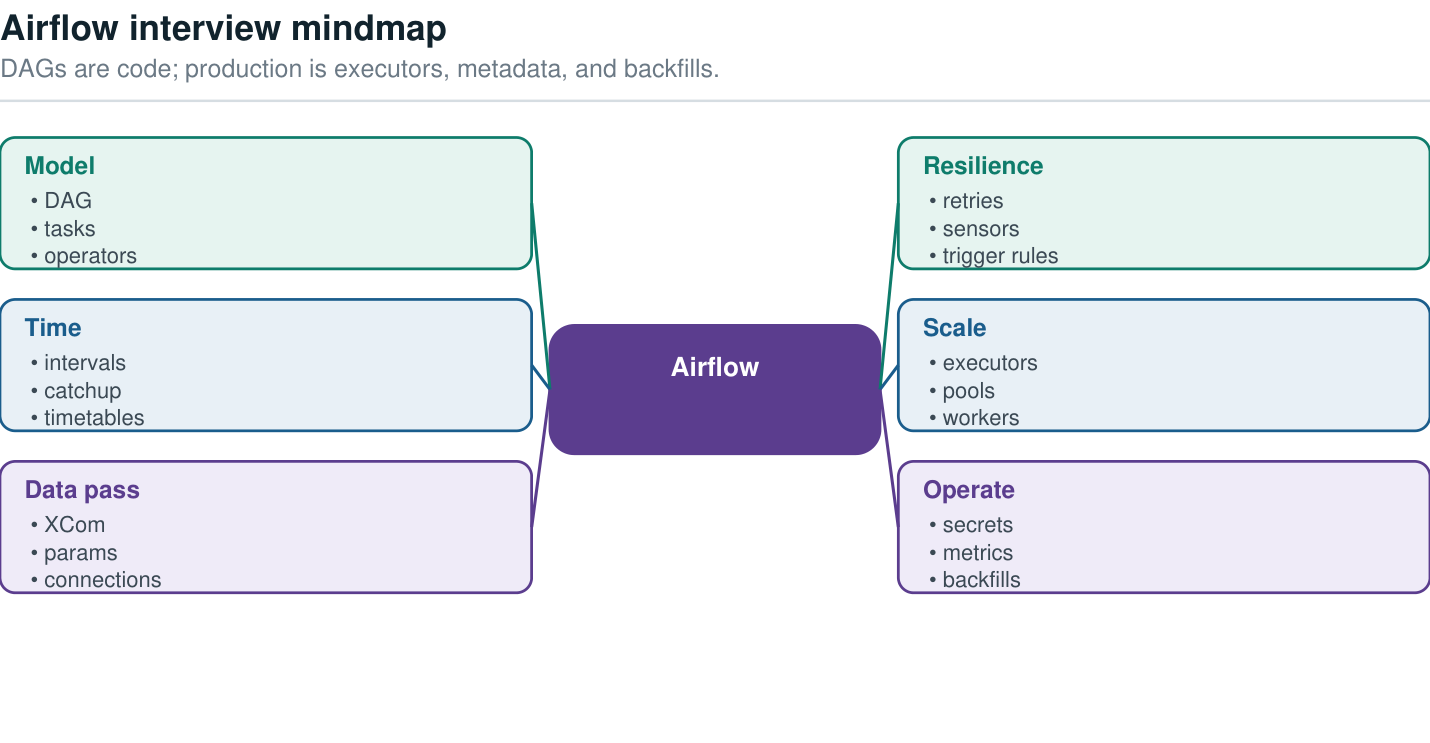 Airflow interview mindmap
DAGs are code; production is executors, metadata, and backfills.
Model
• DAG
• tasks
• operators
Time
• intervals
• catchup
• timetables
Data pass
• XCom
• params
• connections
Airflow
Resilience
• retries
• sensors
• trigger rules
Scale
• executors
• pools
• workers
Operate
• secrets
• metrics
• backfills